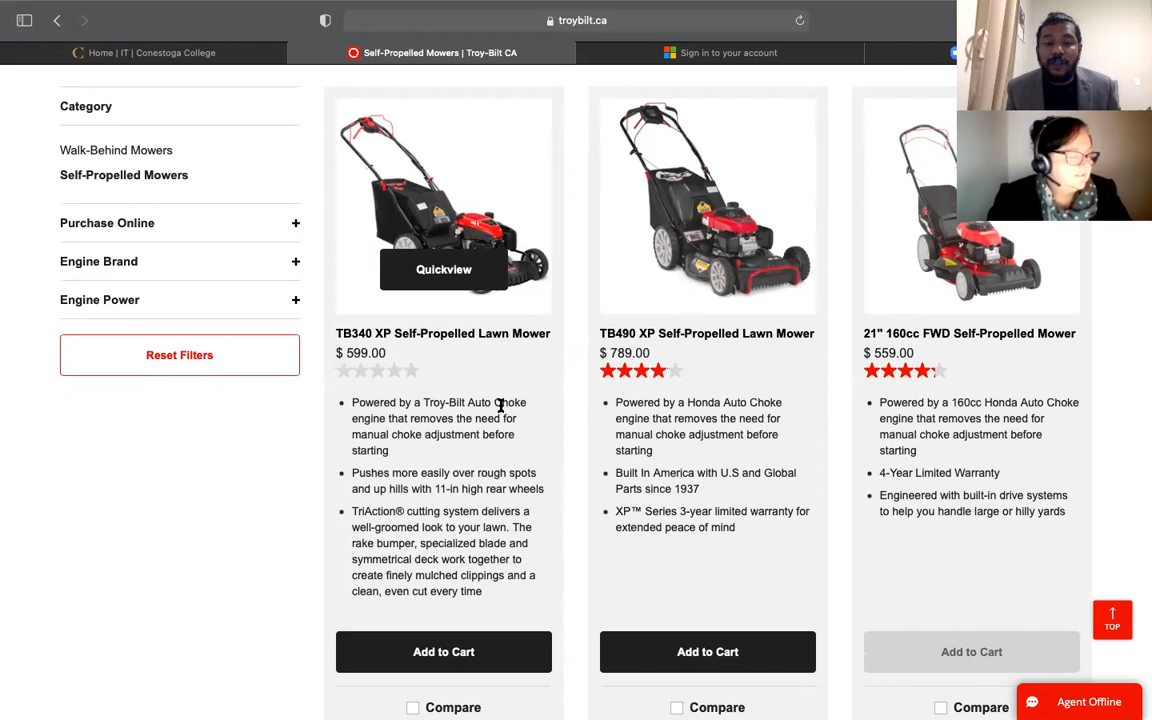 troybilt.ca
Home | IT | Conestoga College
Self-Propelled Mowers | Troy-Bilt CA
Sign in to your account
Category
Walk-Behind Mowers
Self-Propelled Mowers
Purchase Online +
Engine Brand +
Engine Power +
Reset Filters
Quickview
TB340 XP Self-Propelled Lawn Mower
$ 599.00
• Powered by a Troy-Bilt Auto Choke
engine that removes the need for
manual choke adjustment before
starting
• Pushes more easily over rough spots
and up hills with 11-in high rear wheels
• TriAction® cutting system delivers a
well-groomed look to your lawn. The
rake bumper, specialized blade and
symmetrical deck work together to
create finely mulched clippings and a
clean, even cut every time
Add to Cart
Compare
TB490 XP Self-Propelled Lawn Mower
$ 789.00
• Powered by a Honda Auto Choke
engine that removes the need for
manual choke adjustment before
starting
• Built In America with U.S and Global
Parts since 1937
• XP™ Series 3-year limited warranty for
extended peace of mind
Add to Cart
Compare
21" 160cc FWD Self-Propelled Mower
$ 559.00
• Powered by a 160cc Honda Auto Choke
engine that removes the need for
manual choke adjustment before
starting
• 4-Year Limited Warranty
• Engineered with built-in drive systems
to help you handle large or hilly yards
Add to Cart
Compare
TOP
Agent Offline